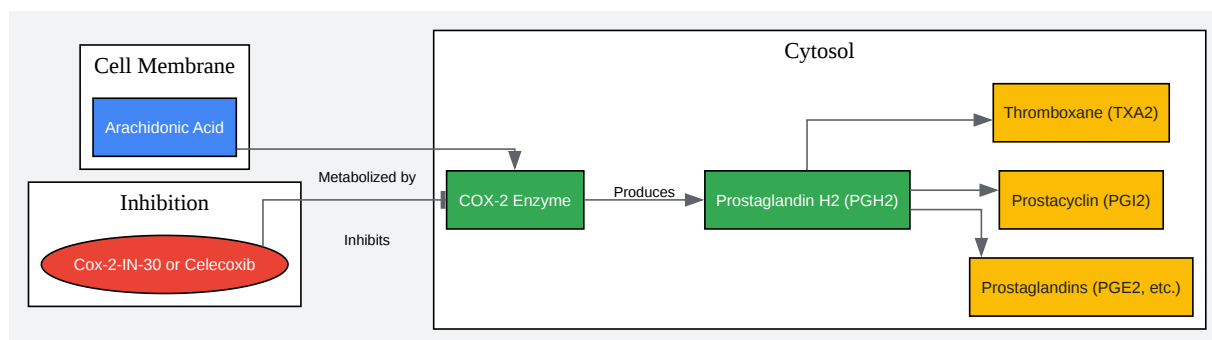 Cell Membrane
Arachidonic Acid
Inhibition
Cox-2-IN-30 or Celecoxib
Metabolized by
Inhibits
Cytosol
COX-2 Enzyme
Produces
Prostaglandin H2 (PGH2)
Thromboxane (TXA2)
Prostacyclin (PGI2)
Prostaglandins (PGE2, etc.)